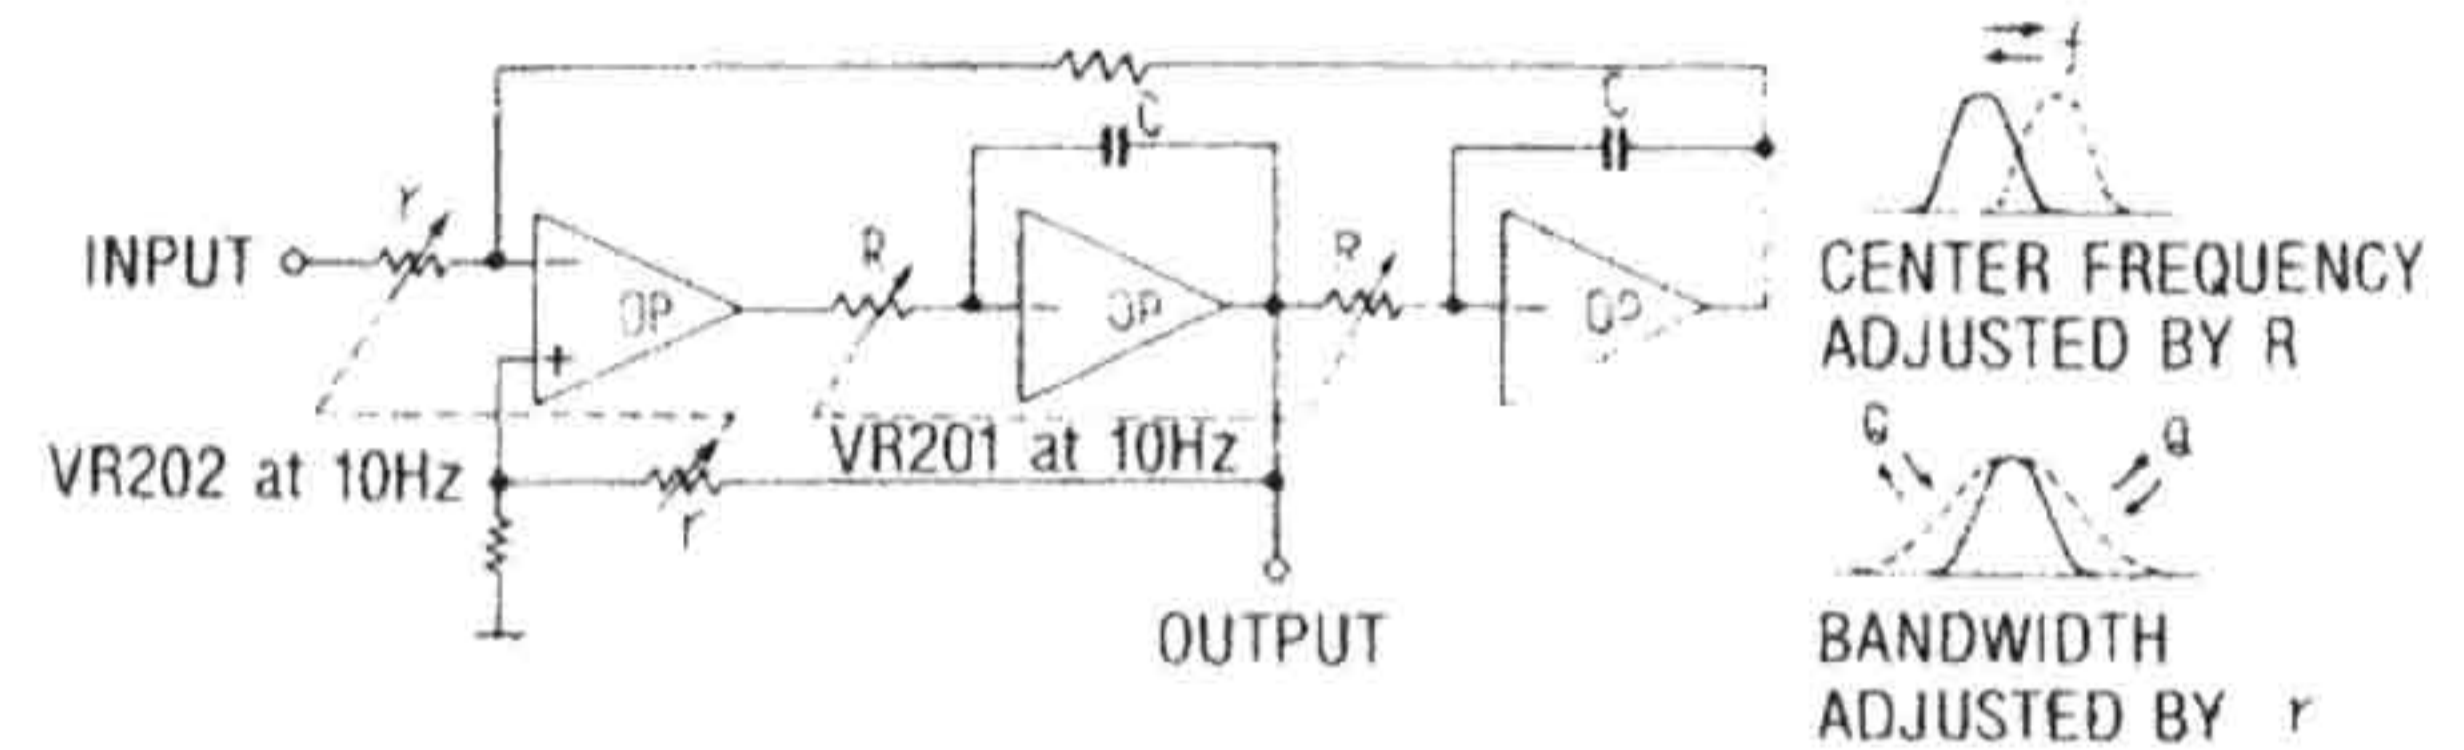 f
C
C
r
INPUT
R
R
OP
OP
OP
−
−
−
+
CENTER FREQUENCY
ADJUSTED BY R
VR202 at 10Hz
VR201 at 10Hz
r
Q
Q
OUTPUT
BANDWIDTH
ADJUSTED BY r